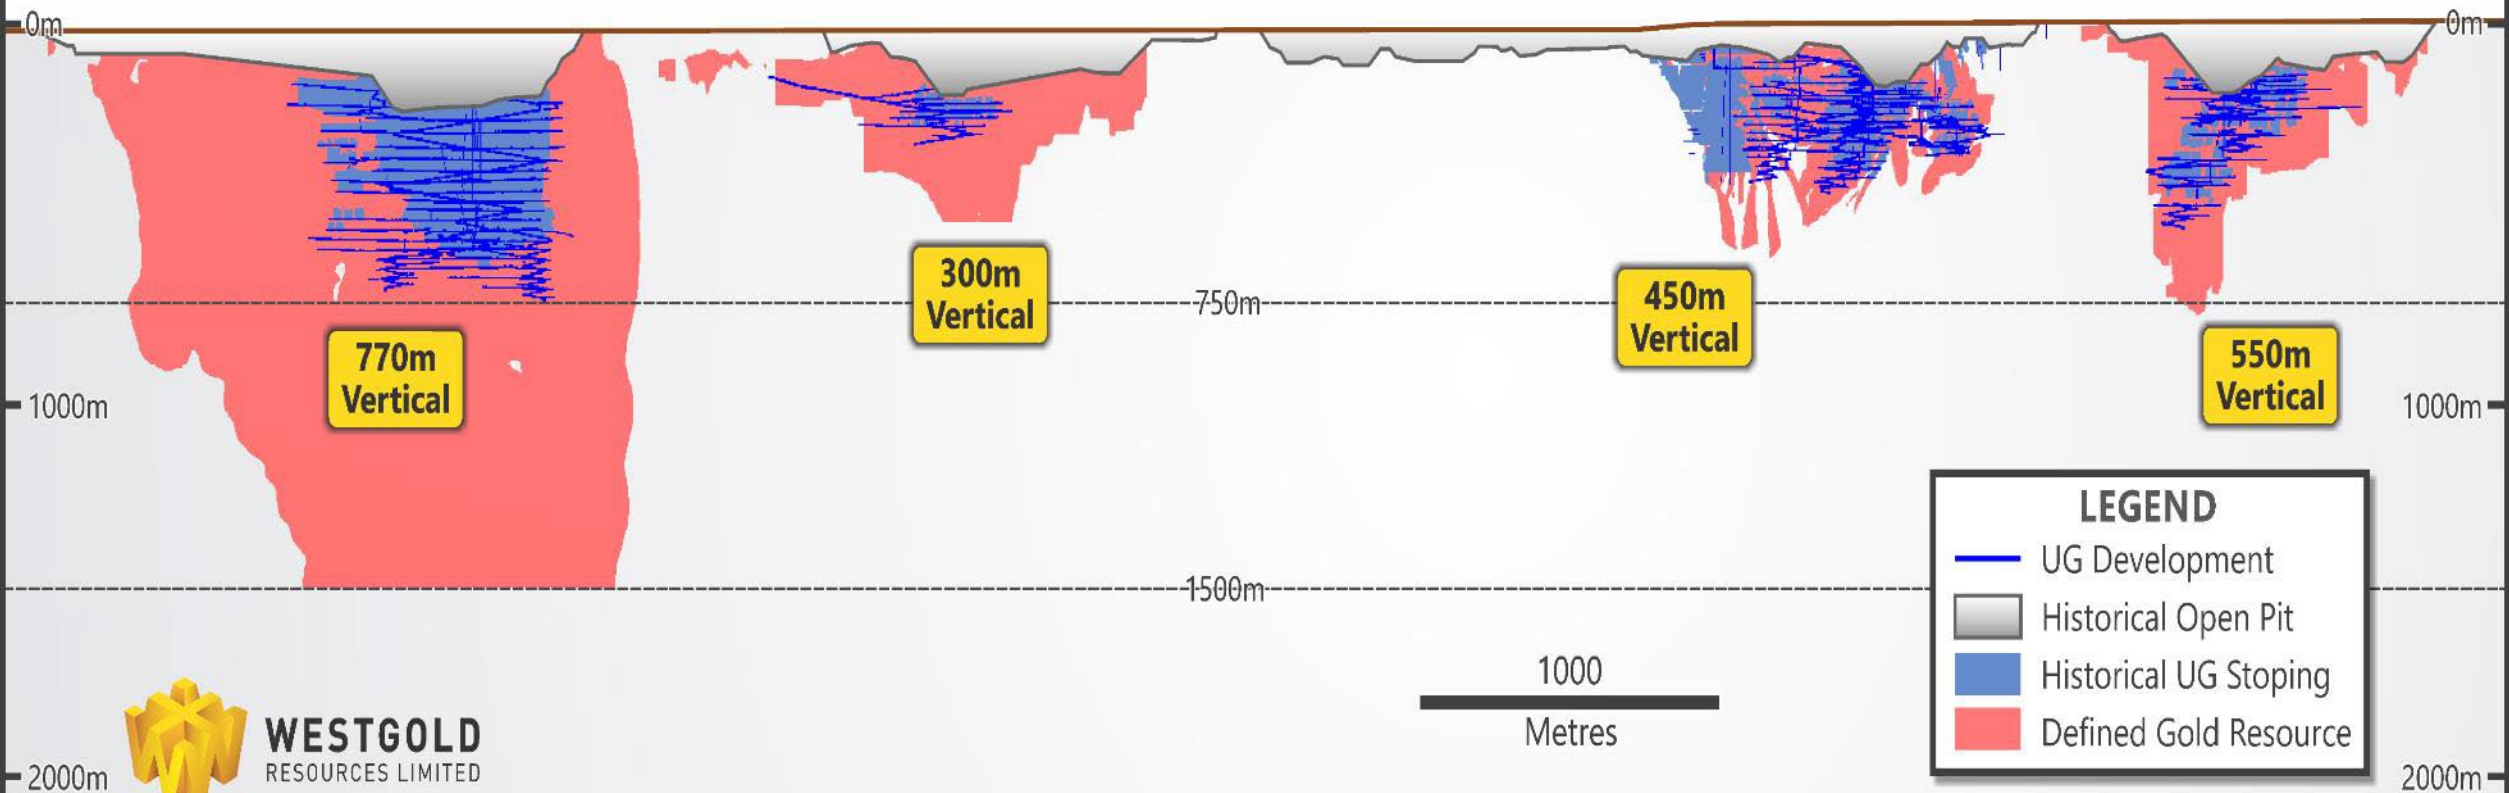 0m
0m
300m
Vertical
450m
Vertical
750m
770m
Vertical
550m
Vertical
1000m
1000m
LEGEND
UG Development
Historical Open Pit
Historical UG Stoping
Defined Gold Resource
1500m
1000
Metres
WESTGOLD
RESOURCES LIMITED
2000m
2000m